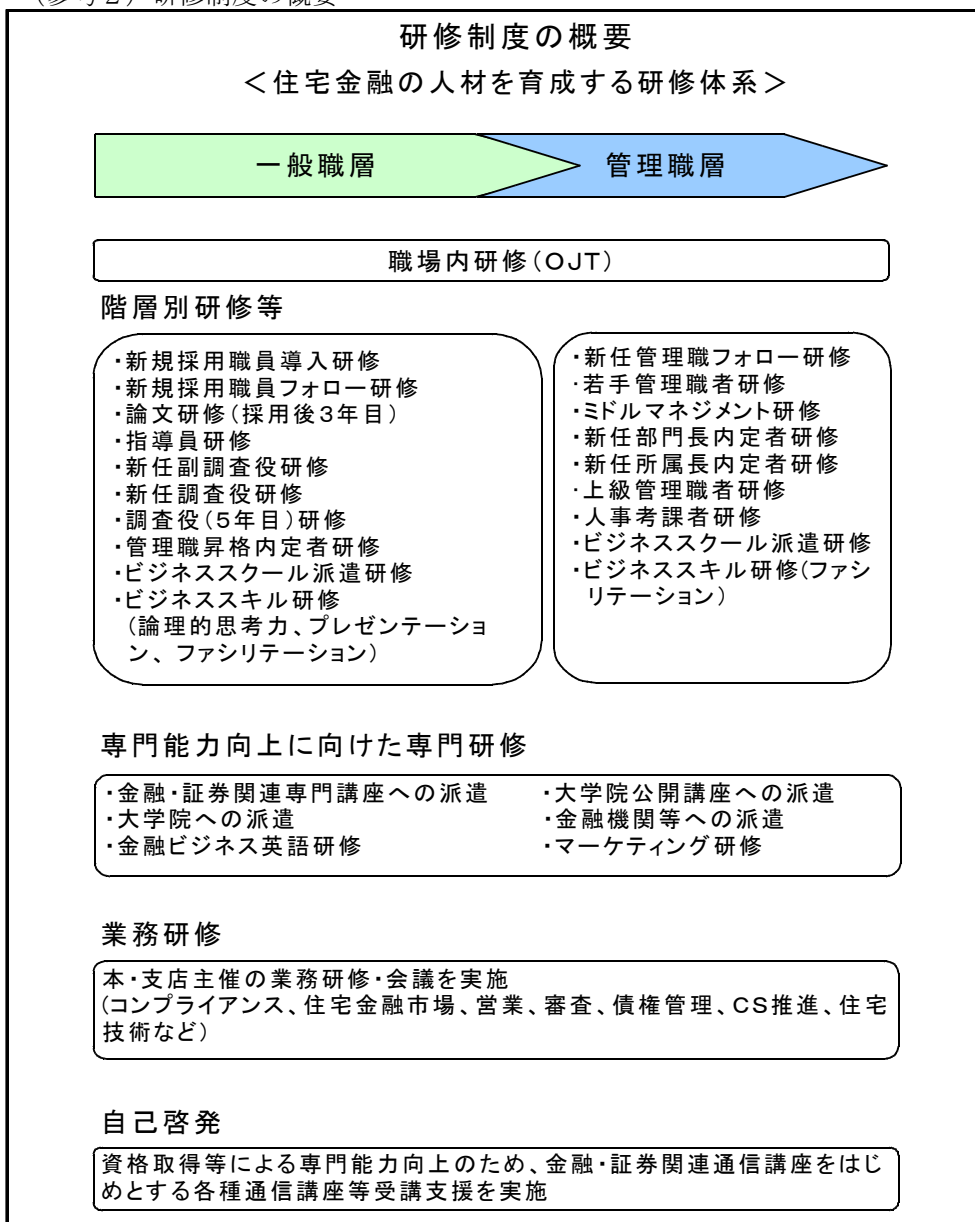 (参考2) 研修制度の概要
研修制度の概要
＜住宅金融の人材を育成する研修体系＞
一般職層
管理職層
職場内研修(OJT)
階層別研修等
・新規採用職員導入研修
・新規採用職員フォロー研修
・論文研修(採用後3年目)
・指導員研修
・新任副調査役研修
・新任調査役研修
・調査役(5年目)研修
・管理職昇格内定者研修
・ビジネススクール派遣研修
・ビジネススキル研修
(論理的思考力、プレゼンテーショ
ン、ファシリテーション)
・新任管理職フォロー研修
・若手管理職者研修
・ミドルマネジメント研修
・新任部門長内定者研修
・新任所属長内定者研修
・上級管理職者研修
・人事考課者研修
・ビジネススクール派遣研修
・ビジネススキル研修(ファシ
リテーション)
専門能力向上に向けた専門研修
・金融・証券関連専門講座への派遣
・大学院への派遣
・金融ビジネス英語研修
・大学院公開講座への派遣
・金融機関等への派遣
・マーケティング研修
業務研修
本・支店主催の業務研修・会議を実施
(コンプライアンス、住宅金融市場、営業、審査、債権管理、CS推進、住宅
技術など)
自己啓発
資格取得等による専門能力向上のため、金融・証券関連通信講座をはじ
めとする各種通信講座等受講支援を実施